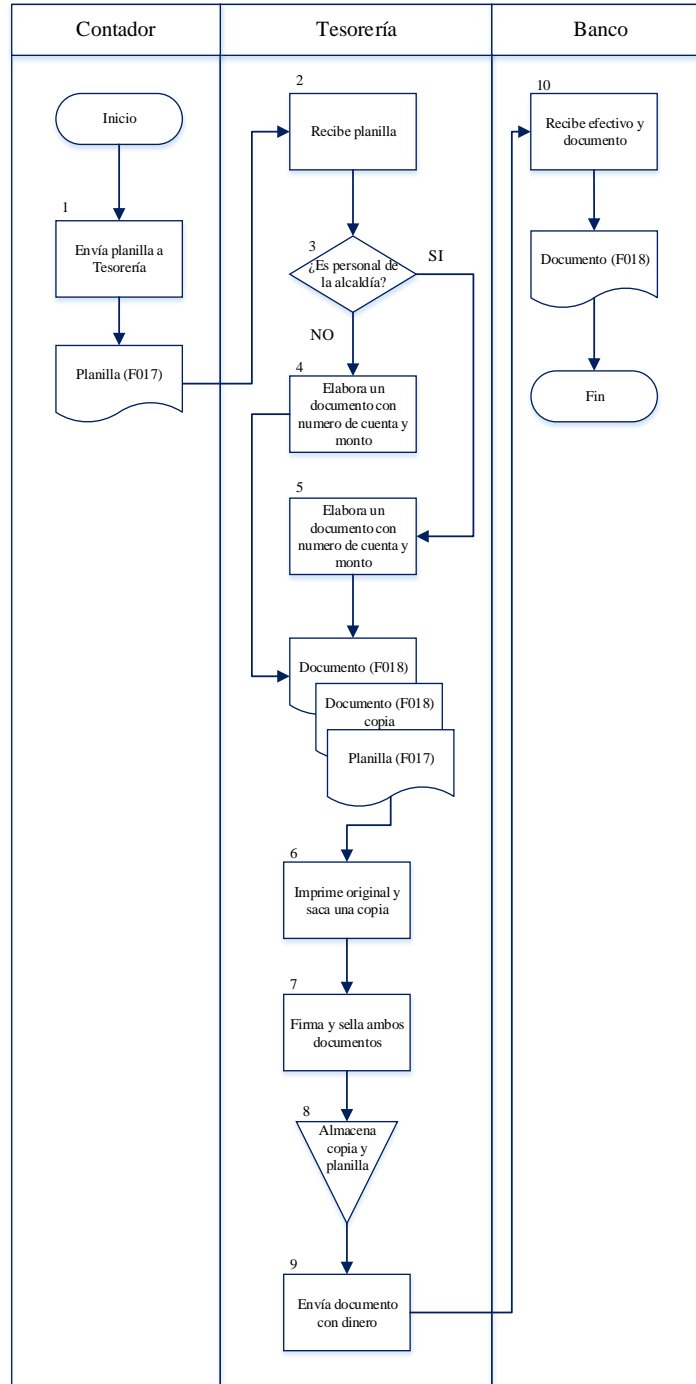 Contador
Tesorería
Banco
Inicio
1
Envía planilla a
Tesorería
Planilla (F017)
2
Recibe planilla
3
¿Es personal de
la alcaldía?
SI
NO
4
Elabora un
documento con
numero de cuenta y
monto
5
Elabora un
documento con
numero de cuenta y
monto
Documento (F018)
Documento (F018)
copia
Planilla (F017)
6
Imprime original y
saca una copia
7
Firma y sella ambos
documentos
8
Almacena
copia y
planilla
9
Envía documento
con dinero
10
Recibe efectivo y
documento
Documento (F018)
Fin